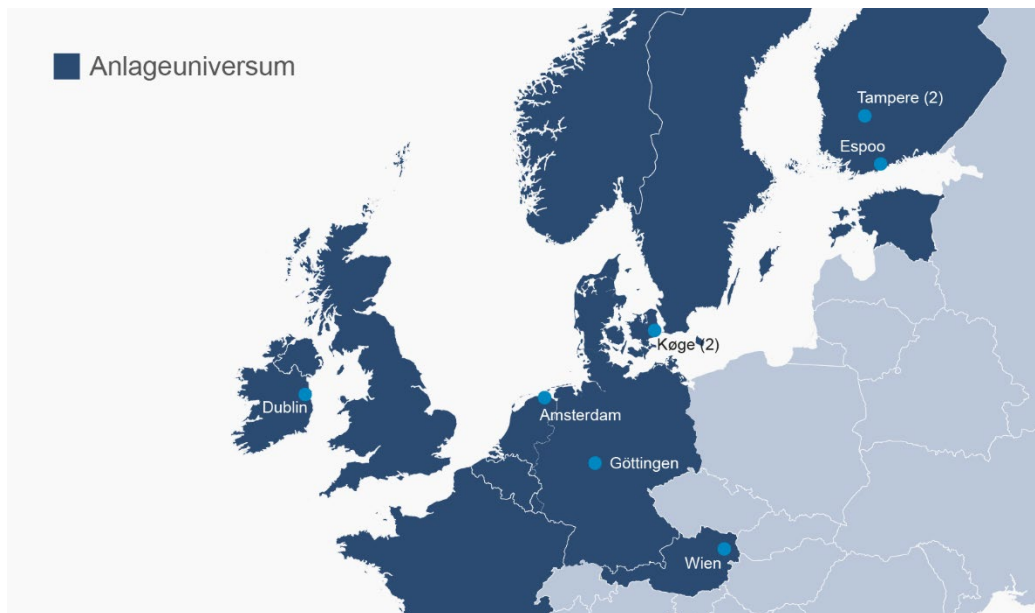 Anlageuniversum
Tampere (2)
Espoo
Køge (2)
Dublin
Amsterdam
Göttingen
Wien